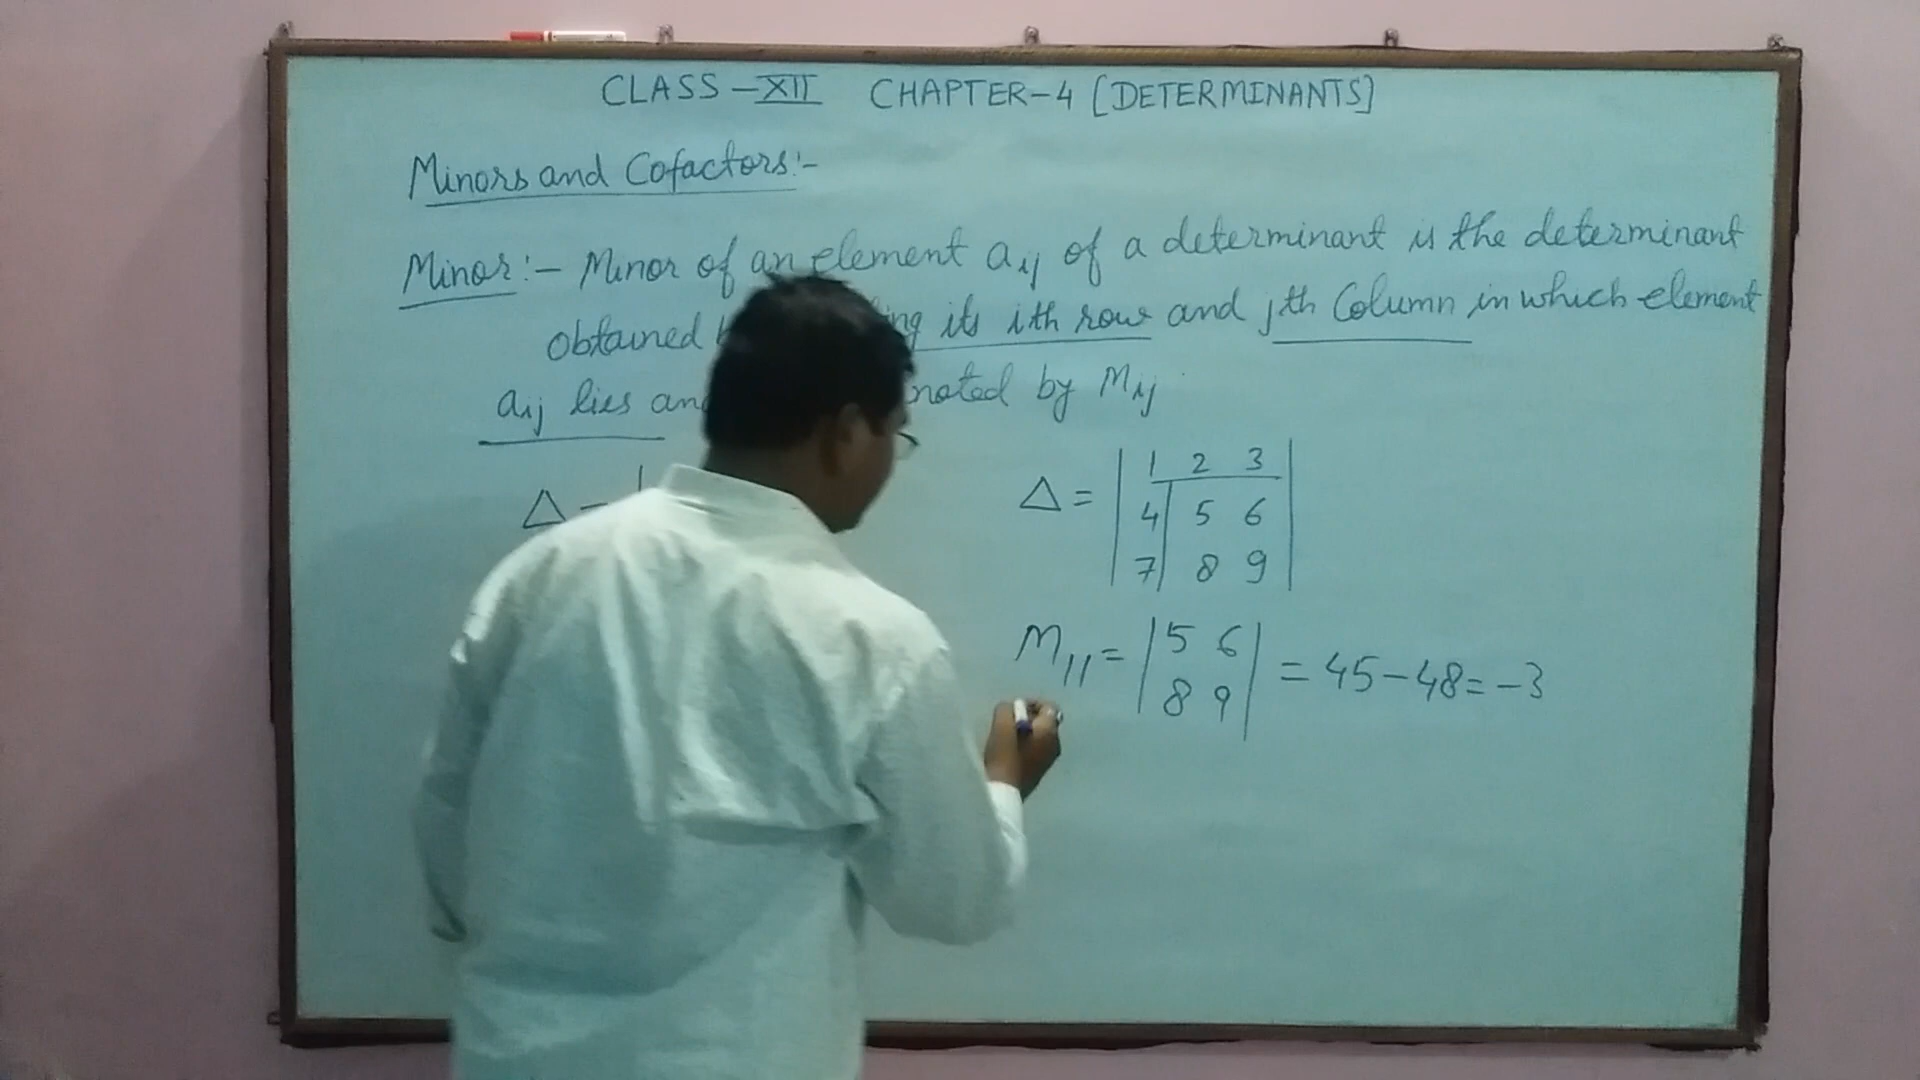 CLASS-XII CHAPTER-4 [DETERMINANTS]
Minors and Cofactors:-
Minor:- Minor of an element aij of a determinant is the determinant
obtained its ith row and jth Column in which element
aij lies by Mij
Δ
Δ = | 1 2 3 |
4 5 6
7 8 9
M11 = | 5 6 | = 45-48=-3
8 9